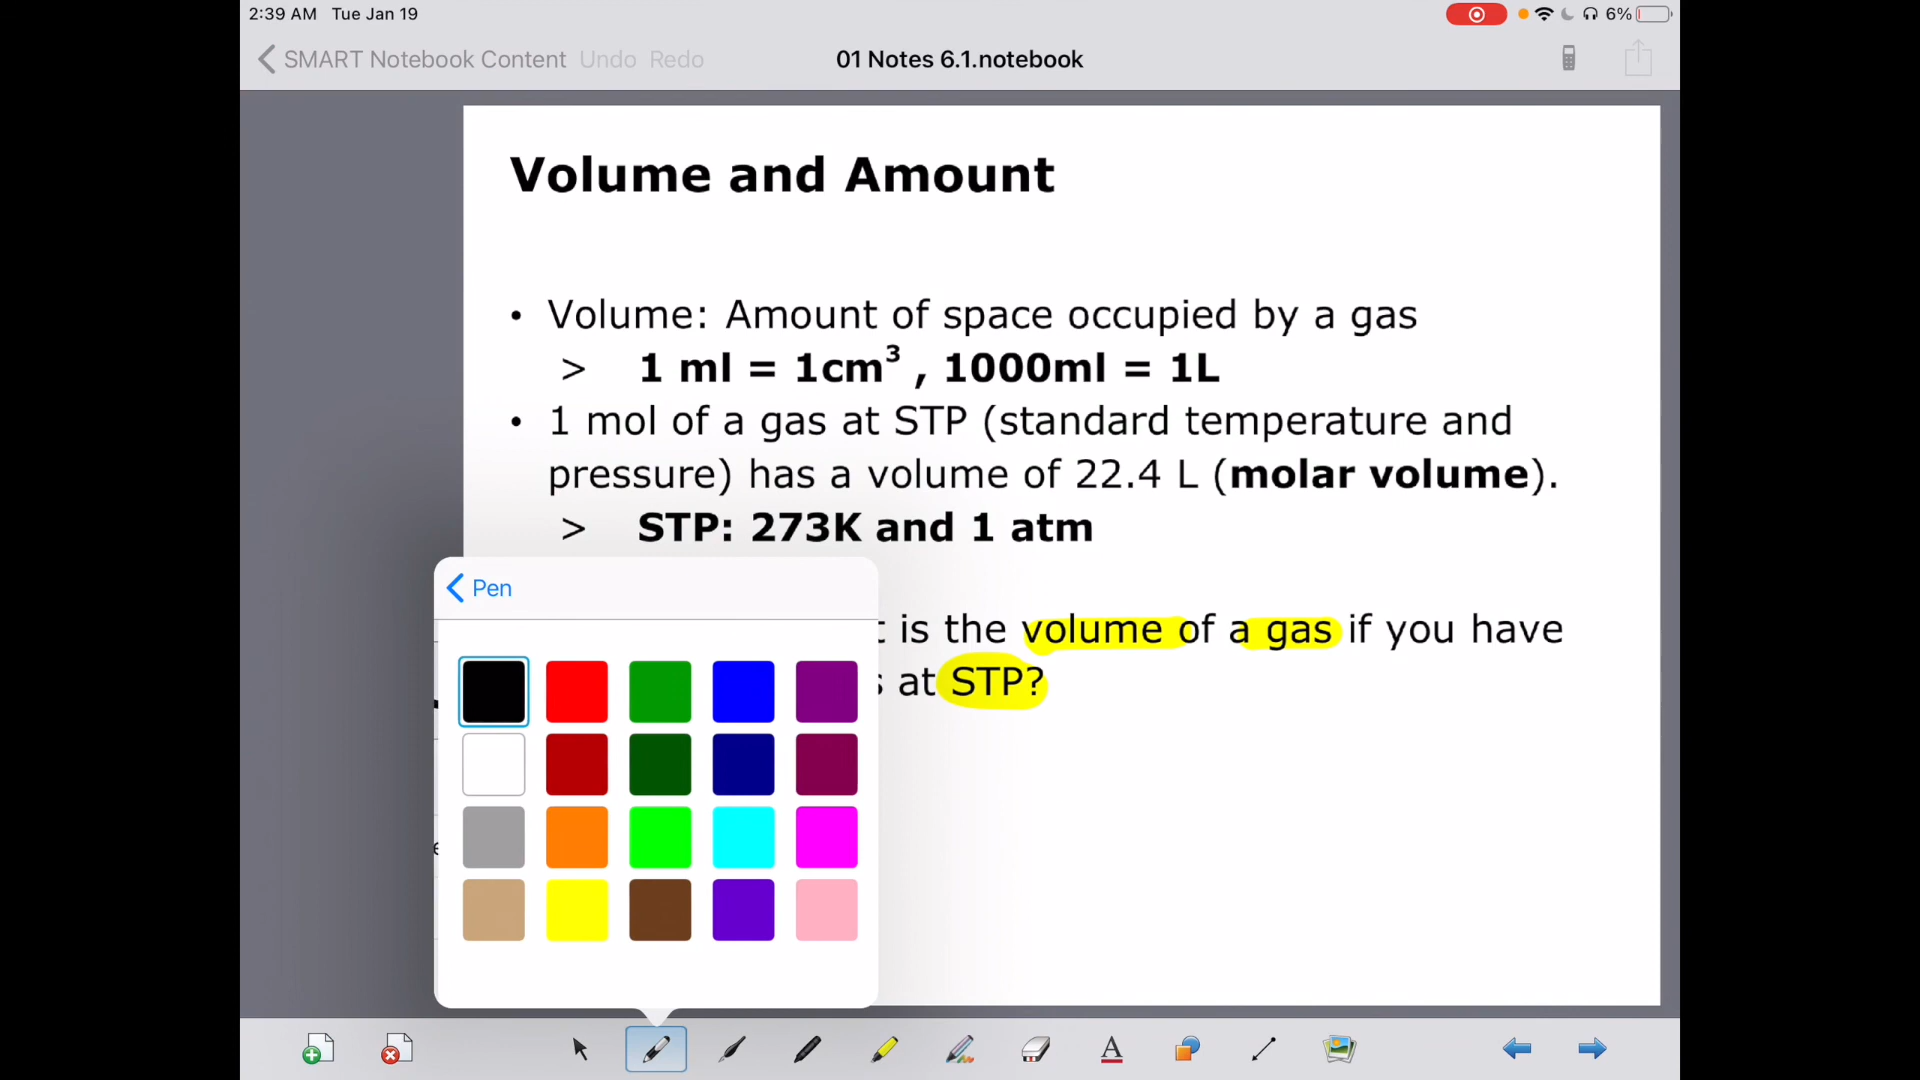 2:39 AM Tue Jan 19
6%
SMART Notebook Content Undo Redo
01 Notes 6.1.notebook
Volume and Amount
• Volume: Amount of space occupied by a gas
> 1 ml = 1cm³ , 1000ml = 1L
• 1 mol of a gas at STP (standard temperature and
pressure) has a volume of 22.4 L (molar volume).
> STP: 273K and 1 atm
Pen
is the volume of a gas if you have
at STP?
A